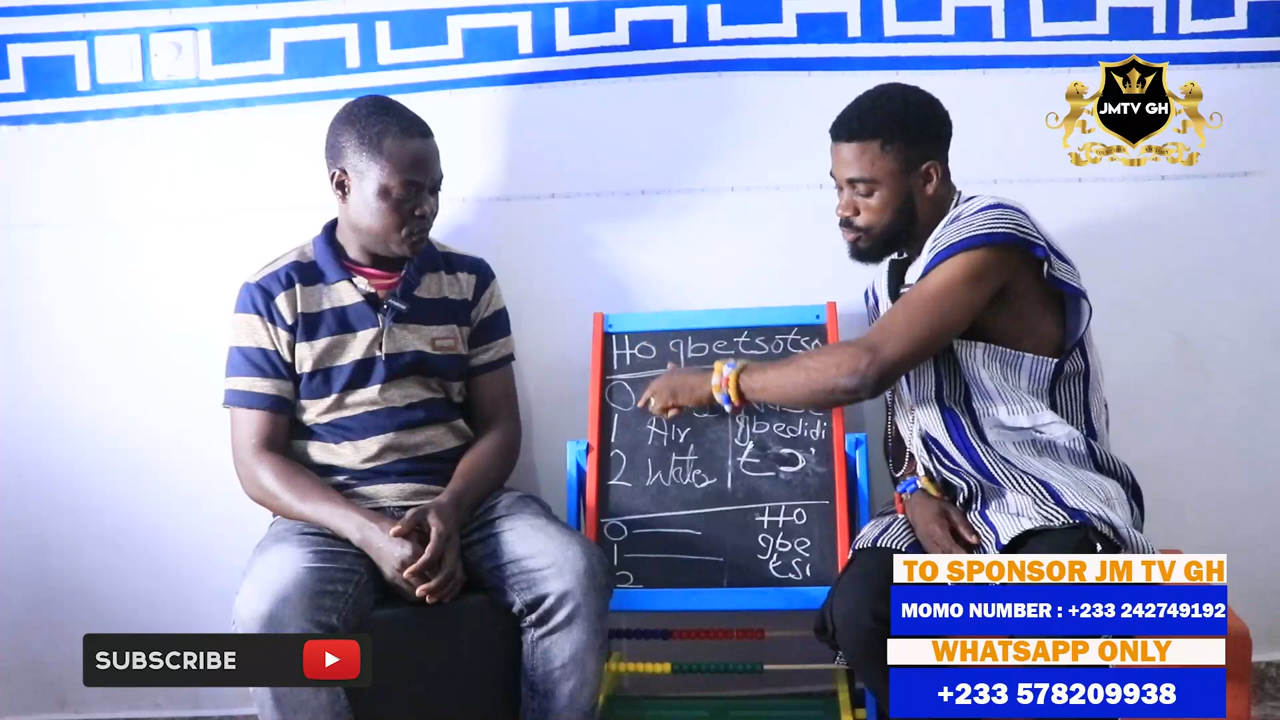 JMTV GH
HO gbetsotso
0
1 Air gbedidi
2 Water
0 HO
1 gbe
2 tsi
TO SPONSOR JM TV GH
MOMO NUMBER : +233 242749192
WHATSAPP ONLY
+233 578209938
SUBSCRIBE